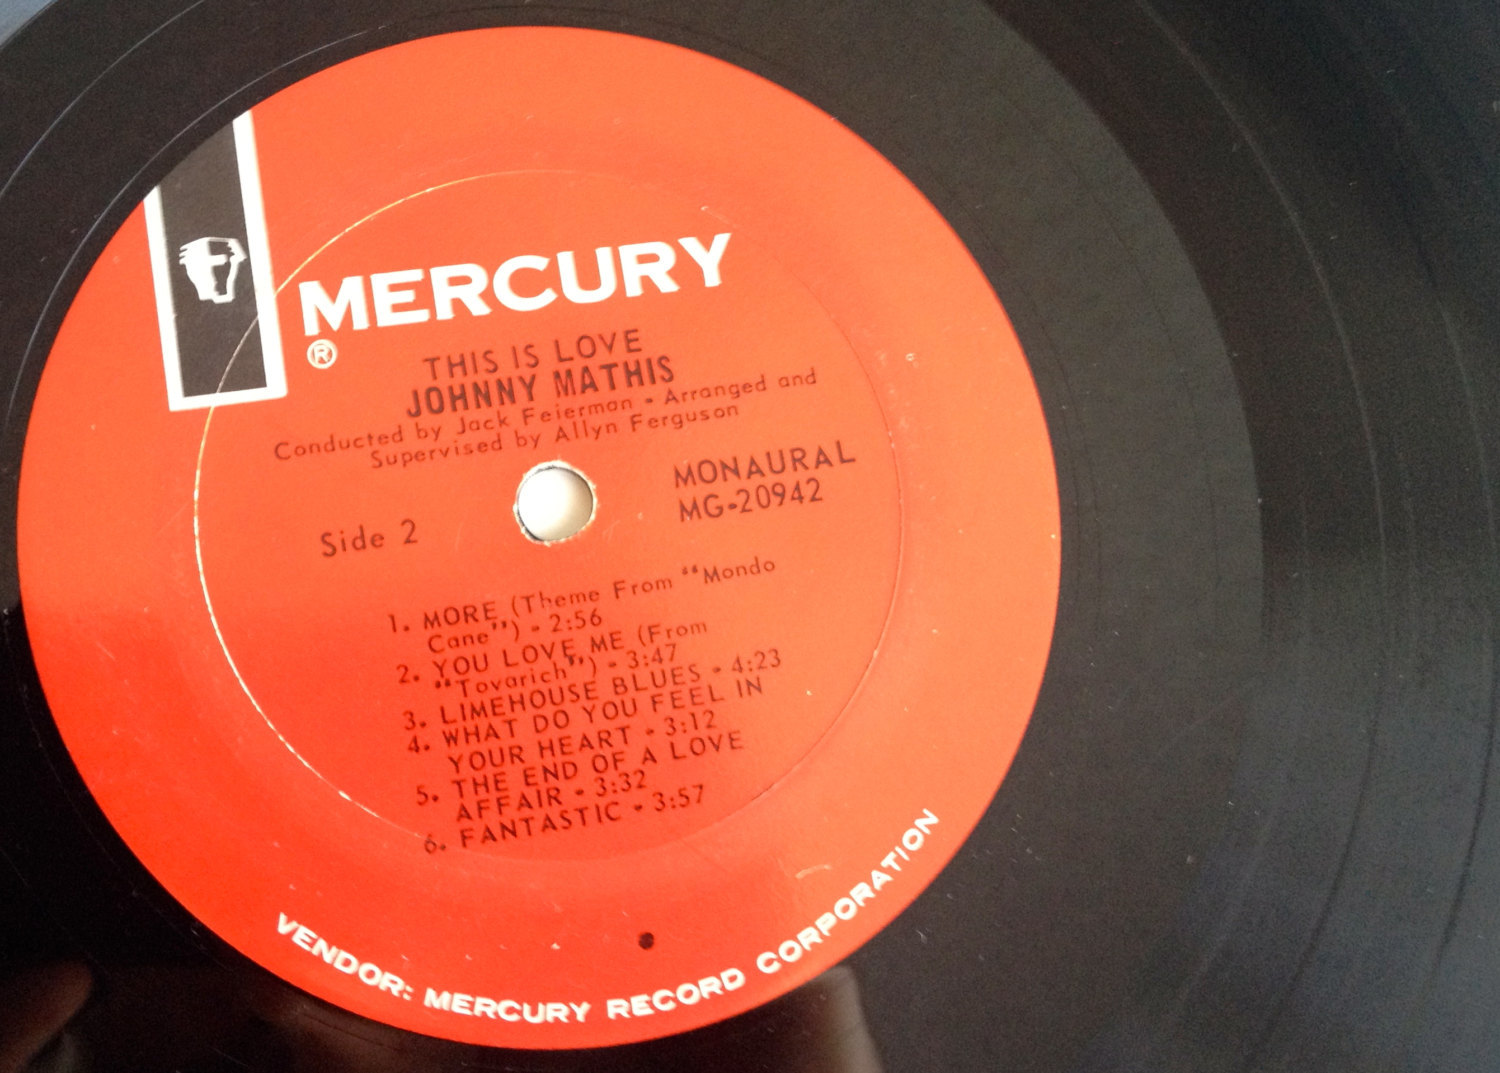 MERCURY
®
THIS IS LOVE
JOHNNY MATHIS
Conducted by Jack Feierman - Arranged and
Supervised by Allyn Ferguson
MONAURAL
MG-20942
Side 2
1. MORE (Theme From "Mondo
Cane") - 2:56
2. YOU LOVE ME (From
"Tovarich") - 3:47
3. LIMEHOUSE BLUES - 4:23
4. WHAT DO YOU FEEL IN
YOUR HEART - 3:12
5. THE END OF A LOVE
AFFAIR - 3:32
6. FANTASTIC - 3:57
VENDOR: MERCURY RECORD CORPORATION